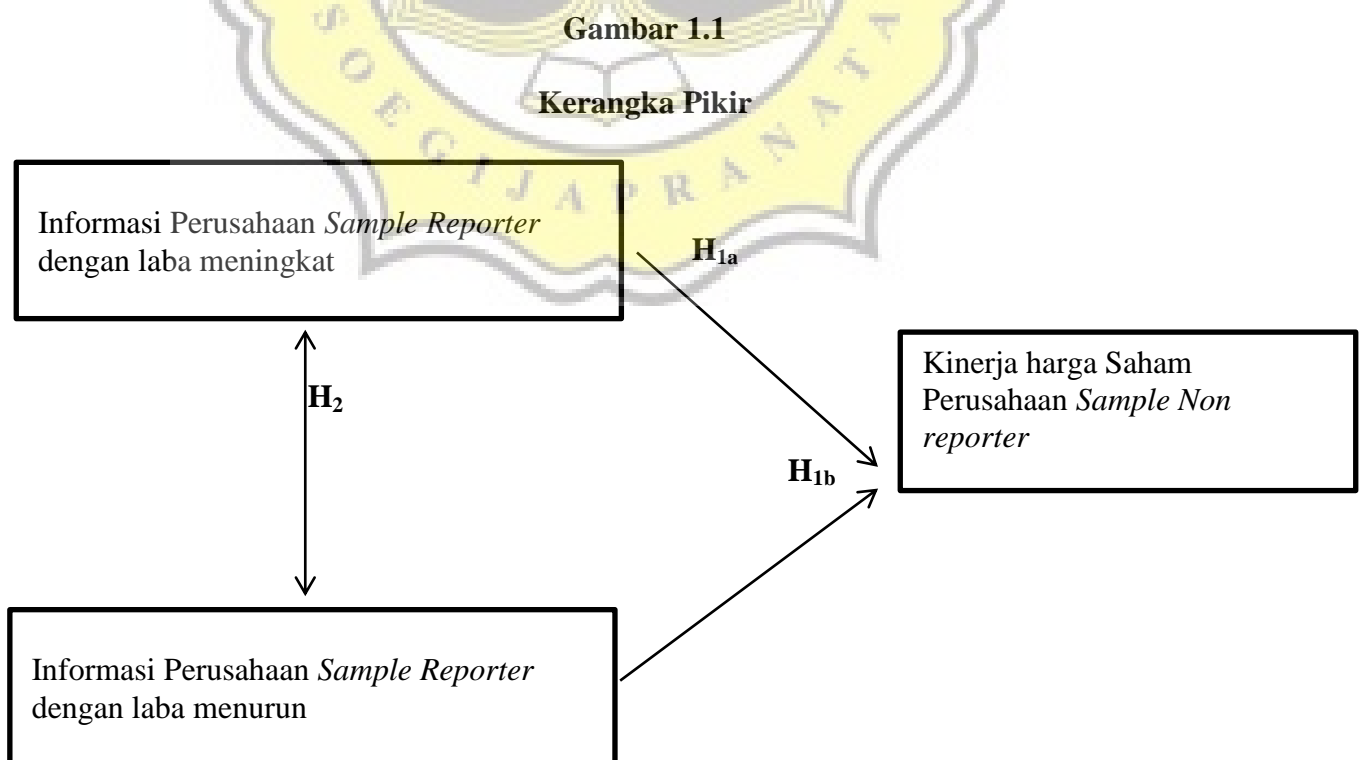 Gambar 1.1
Kerangka Pikir
SOEGIJAPRANATA
Informasi Perusahaan Sample Reporter
dengan laba meningkat
H1a
Kinerja harga Saham
Perusahaan Sample Non
reporter
H2
H1b
Informasi Perusahaan Sample Reporter
dengan laba menurun